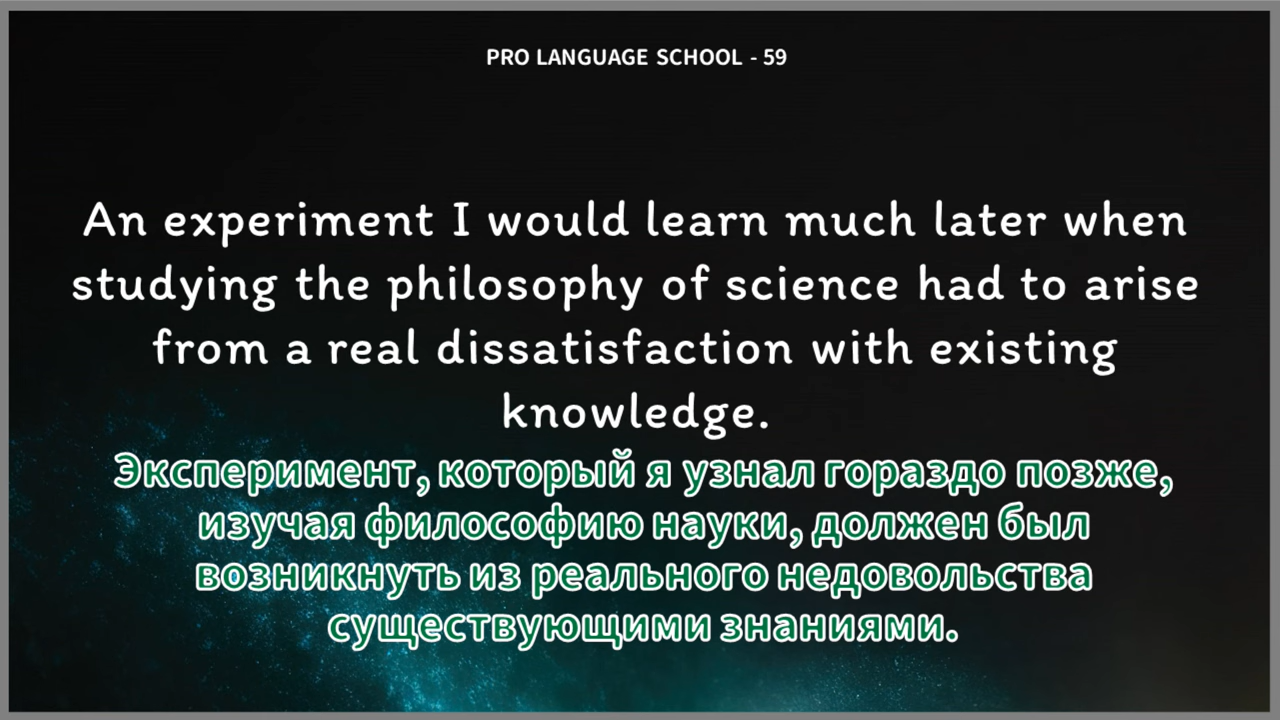 PRO LANGUAGE SCHOOL - 59
An experiment I would learn much later when
studying the philosophy of science had to arise
from a real dissatisfaction with existing
knowledge.
Эксперимент, который я узнал гораздо позже,
изучая философию науки, должен был
возникнуть из реального недовольства
существующими знаниями.